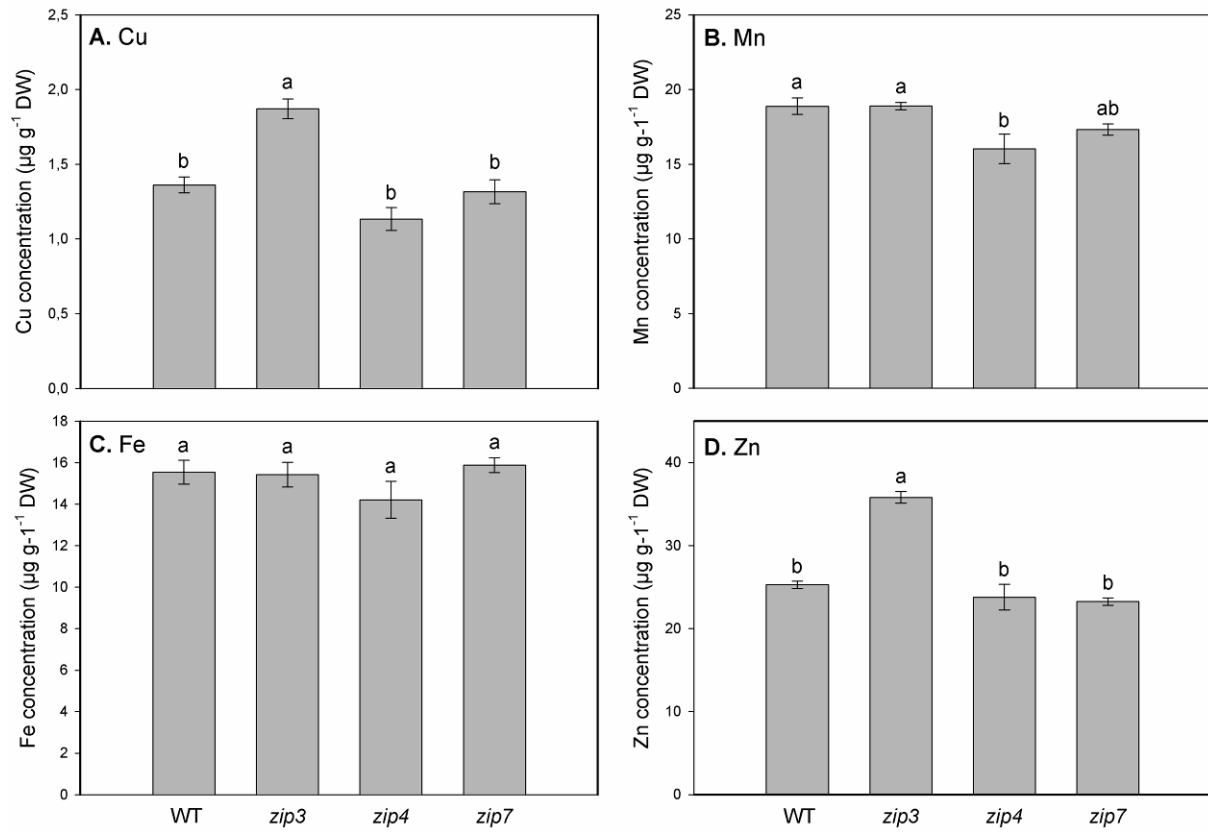 A. Cu
Cu concentration (µg g⁻¹ DW)
2,5
2,0
1,5
1,0
0,5
0,0
b
a
b
b
B. Mn
Mn concentration (µg g-1⁻¹ DW)
25
20
15
10
5
0
a
a
b
ab
C. Fe
Fe concentration (µg g-1⁻¹ DW)
18
16
14
12
10
8
6
4
2
0
a
a
a
a
WT zip3 zip4 zip7
D. Zn
Zn concentration (µg g-1⁻¹ DW)
40
30
20
10
0
b
a
b
b
WT zip3 zip4 zip7